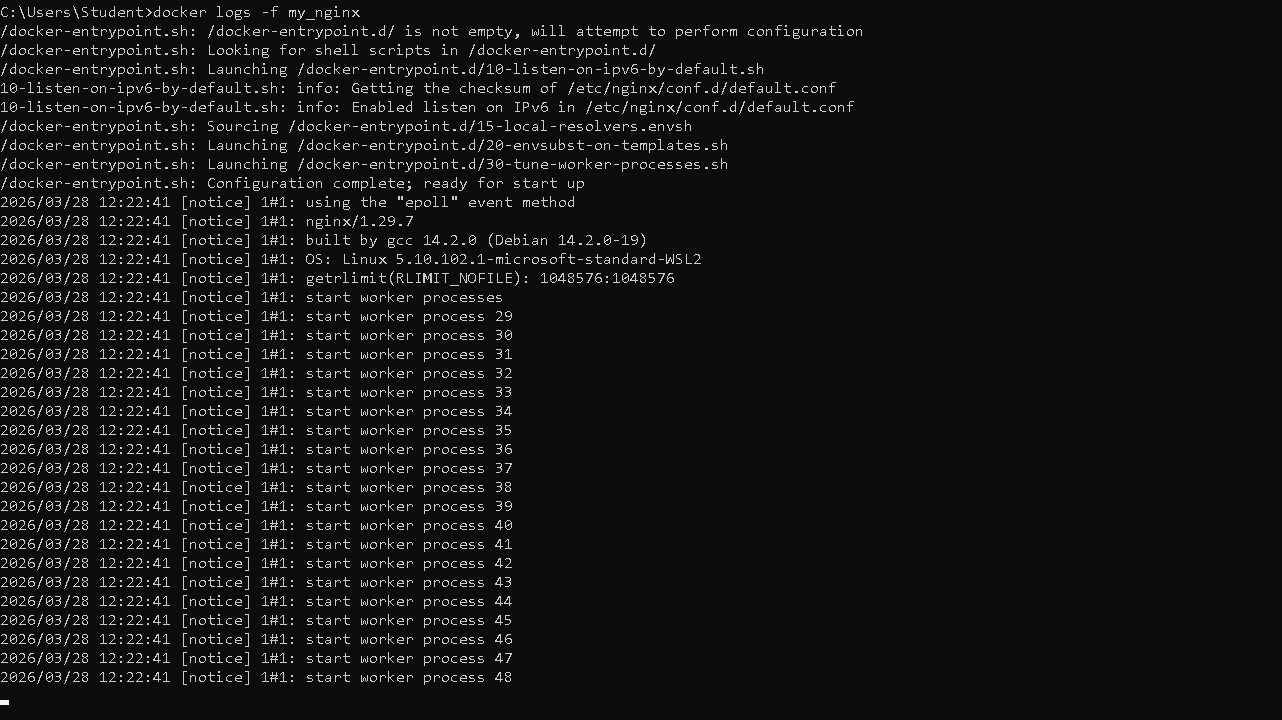 C:\Users\Student>docker logs -f my_nginx
/docker-entrypoint.sh: /docker-entrypoint.d/ is not empty, will attempt to perform configuration
/docker-entrypoint.sh: Looking for shell scripts in /docker-entrypoint.d/
/docker-entrypoint.sh: Launching /docker-entrypoint.d/10-listen-on-ipv6-by-default.sh
10-listen-on-ipv6-by-default.sh: info: Getting the checksum of /etc/nginx/conf.d/default.conf
10-listen-on-ipv6-by-default.sh: info: Enabled listen on IPv6 in /etc/nginx/conf.d/default.conf
/docker-entrypoint.sh: Sourcing /docker-entrypoint.d/15-local-resolvers.envsh
/docker-entrypoint.sh: Launching /docker-entrypoint.d/20-envsubst-on-templates.sh
/docker-entrypoint.sh: Launching /docker-entrypoint.d/30-tune-worker-processes.sh
/docker-entrypoint.sh: Configuration complete; ready for start up
2026/03/28 12:22:41 [notice] 1#1: using the "epoll" event method
2026/03/28 12:22:41 [notice] 1#1: nginx/1.29.7
2026/03/28 12:22:41 [notice] 1#1: built by gcc 14.2.0 (Debian 14.2.0-19)
2026/03/28 12:22:41 [notice] 1#1: OS: Linux 5.10.102.1-microsoft-standard-WSL2
2026/03/28 12:22:41 [notice] 1#1: getrlimit(RLIMIT_NOFILE): 1048576:1048576
2026/03/28 12:22:41 [notice] 1#1: start worker processes
2026/03/28 12:22:41 [notice] 1#1: start worker process 29
2026/03/28 12:22:41 [notice] 1#1: start worker process 30
2026/03/28 12:22:41 [notice] 1#1: start worker process 31
2026/03/28 12:22:41 [notice] 1#1: start worker process 32
2026/03/28 12:22:41 [notice] 1#1: start worker process 33
2026/03/28 12:22:41 [notice] 1#1: start worker process 34
2026/03/28 12:22:41 [notice] 1#1: start worker process 35
2026/03/28 12:22:41 [notice] 1#1: start worker process 36
2026/03/28 12:22:41 [notice] 1#1: start worker process 37
2026/03/28 12:22:41 [notice] 1#1: start worker process 38
2026/03/28 12:22:41 [notice] 1#1: start worker process 39
2026/03/28 12:22:41 [notice] 1#1: start worker process 40
2026/03/28 12:22:41 [notice] 1#1: start worker process 41
2026/03/28 12:22:41 [notice] 1#1: start worker process 42
2026/03/28 12:22:41 [notice] 1#1: start worker process 43
2026/03/28 12:22:41 [notice] 1#1: start worker process 44
2026/03/28 12:22:41 [notice] 1#1: start worker process 45
2026/03/28 12:22:41 [notice] 1#1: start worker process 46
2026/03/28 12:22:41 [notice] 1#1: start worker process 47
2026/03/28 12:22:41 [notice] 1#1: start worker process 48